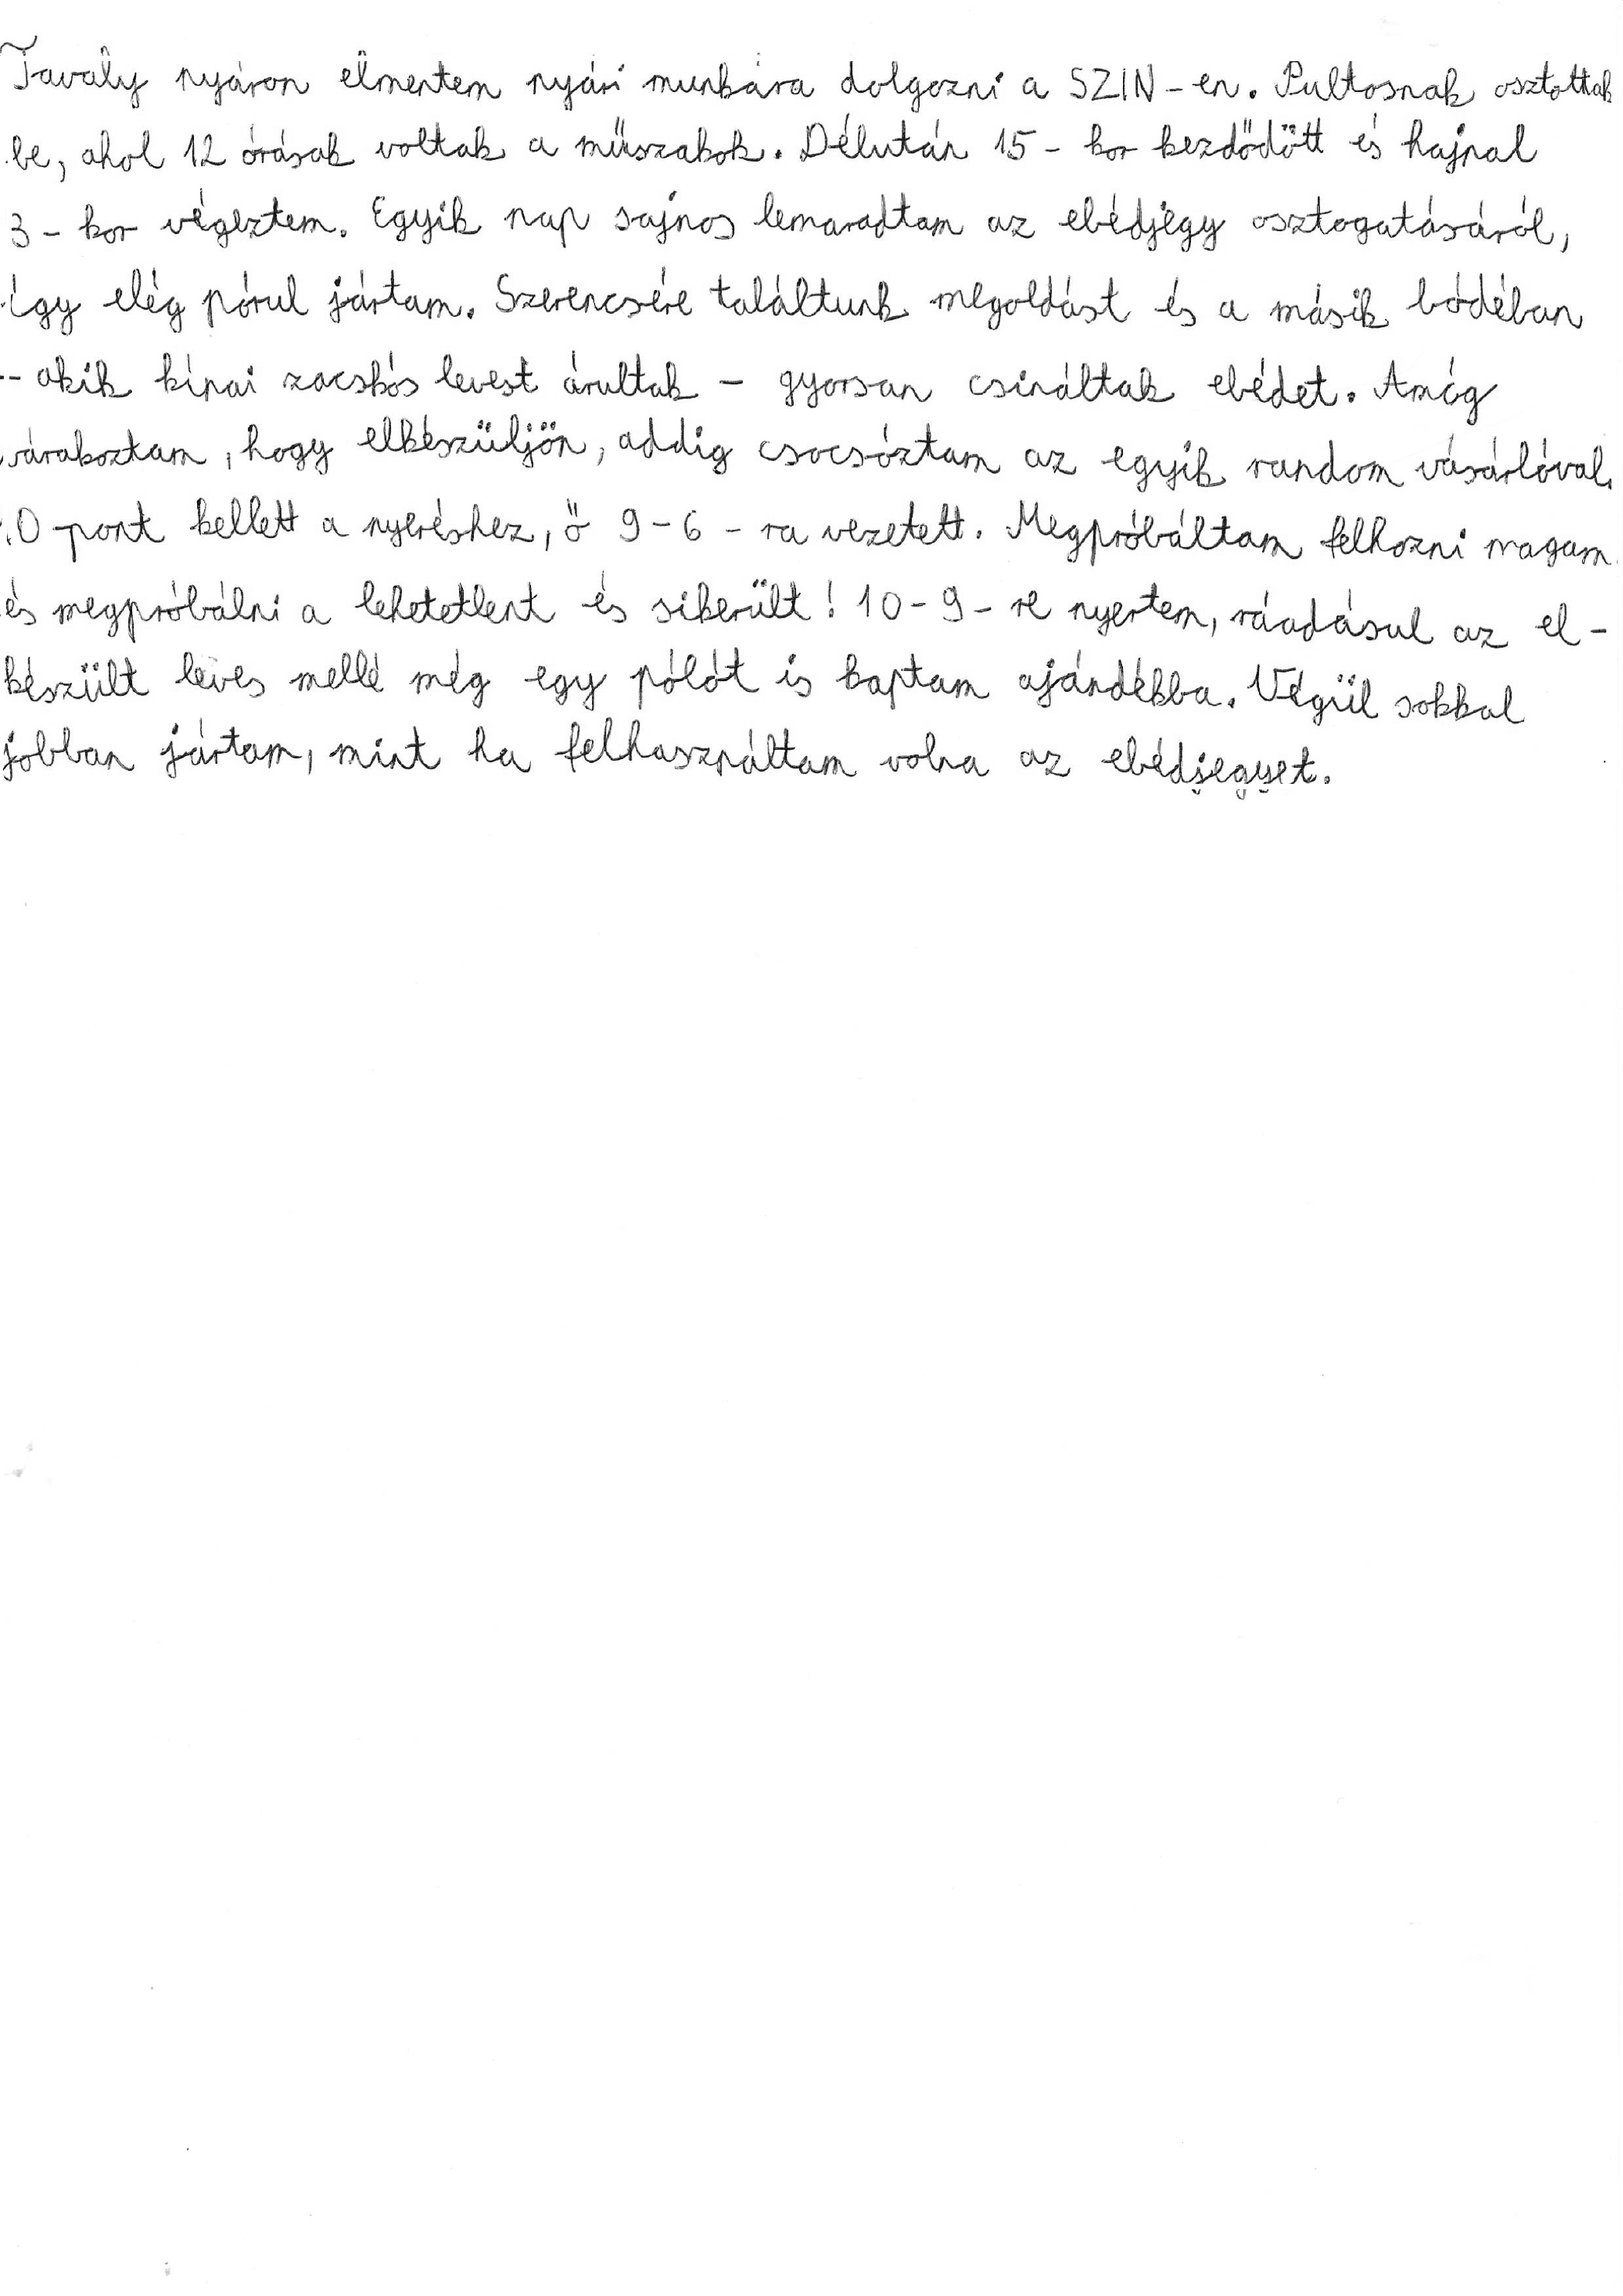 Tavaly nyáron elmentem nyári munkára dolgozni a SZIN-en. Pultosnak osztottak
be, ahol 12 órásak voltak a műszakok. Délután 15-kor kezdődött és hajnal
3-kor végeztem. Egyik nap sajnos lemaradtam az ebédjegy osztogatásáról,
így elég pórul jártam. Szerencsére találtunk megoldást és a másik bódéban
- akik kínai zacskós levest árultak - gyorsan csináltak ebédet. Amíg
várakoztam, hogy elkészüljön, addig csocsóztam az egyik random vásárlóval.
10 pont kellett a nyeréshez, ő 9-6-ra vezetett. Megpróbáltam felhozni magam
és megpróbálni a lehetetlent és sikerült! 10-9-re nyertem, ráadásul az el-
készült leves mellé még egy pólót is kaptam ajándékba. Végül sokkal
jobban jártam, mint ha felhasználtam volna az ebédjegyet.